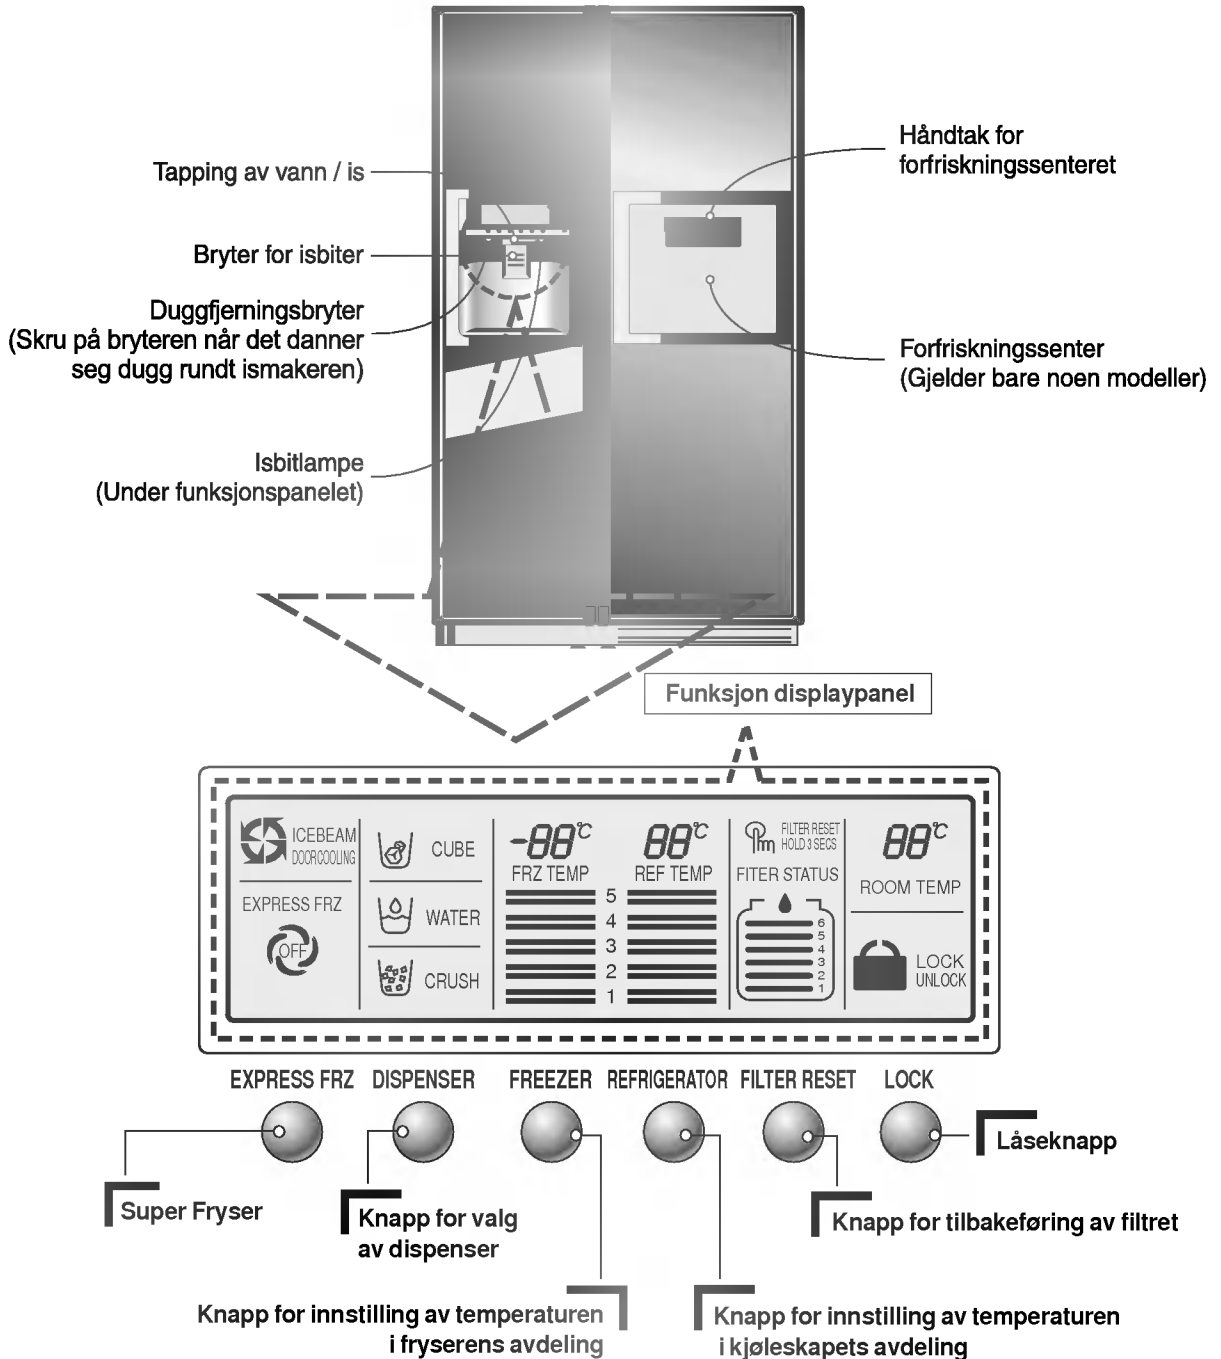 Tapping av vann / is
Bryter for isbiter
Duggfjerningsbryter
(Skru på bryteren når det danner
seg dugg rundt ismakeren)
Isbitlampe
(Under funksjonspanelet)
Håndtak for
forfriskningssenteret
Forfriskningssenter
(Gjelder bare noen modeller)
Funksjon displaypanel
ICEBEAM
DOORCOOLING
EXPRESS FRZ
OFF
CUBE
WATER
CRUSH
-88°C
FRZ TEMP
88°C
REF TEMP
5
4
3
2
1
FILTER RESET
HOLD 3 SECS
FITER STATUS
6
5
4
3
2
1
88°C
ROOM TEMP
LOCK
UNLOCK
EXPRESS FRZ DISPENSER FREEZER REFRIGERATOR FILTER RESET LOCK
Låseknapp
Super Fryser
Knapp for valg
av dispenser
Knapp for tilbakeføring av filtret
Knapp for innstilling av temperaturen
i fryserens avdeling
Knapp for innstilling av temperaturen
i kjøleskapets avdeling